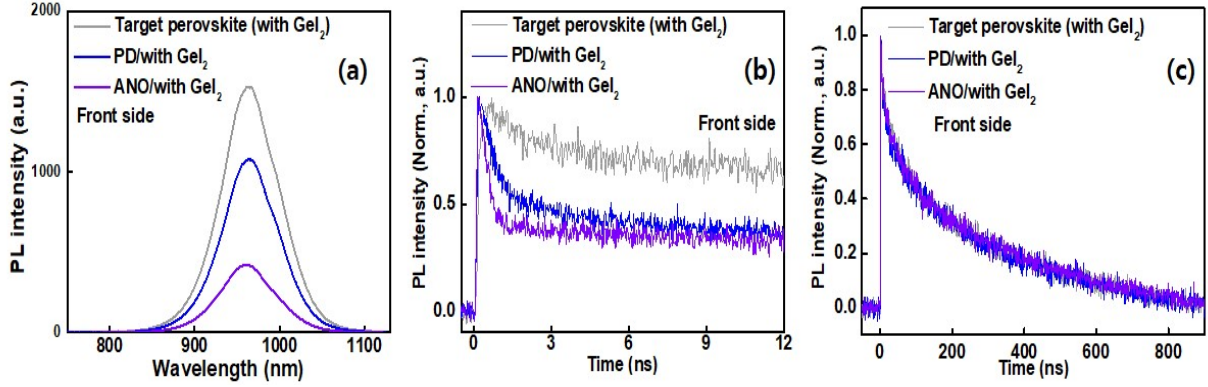 Target perovskite (with GeI₂)
PD/with GeI₂
ANO/with GeI₂
Front side
(a)
PL intensity (a.u.)
2000
1000
0
800
900
1000
1100
Wavelength (nm)
Target perovskite (with GeI₂)
PD/with GeI₂
ANO/with GeI₂
Front side
(b)
PL intensity (Norm., a.u.)
1.0
0.5
0.0
0
3
6
9
12
Time (ns)
Target perovskite (with GeI₂)
PD/with GeI₂
ANO/with GeI₂
Front side
(c)
PL intensity (Norm., a.u.)
1.0
0.8
0.6
0.4
0.2
0.0
0
200
400
600
800
Time (ns)